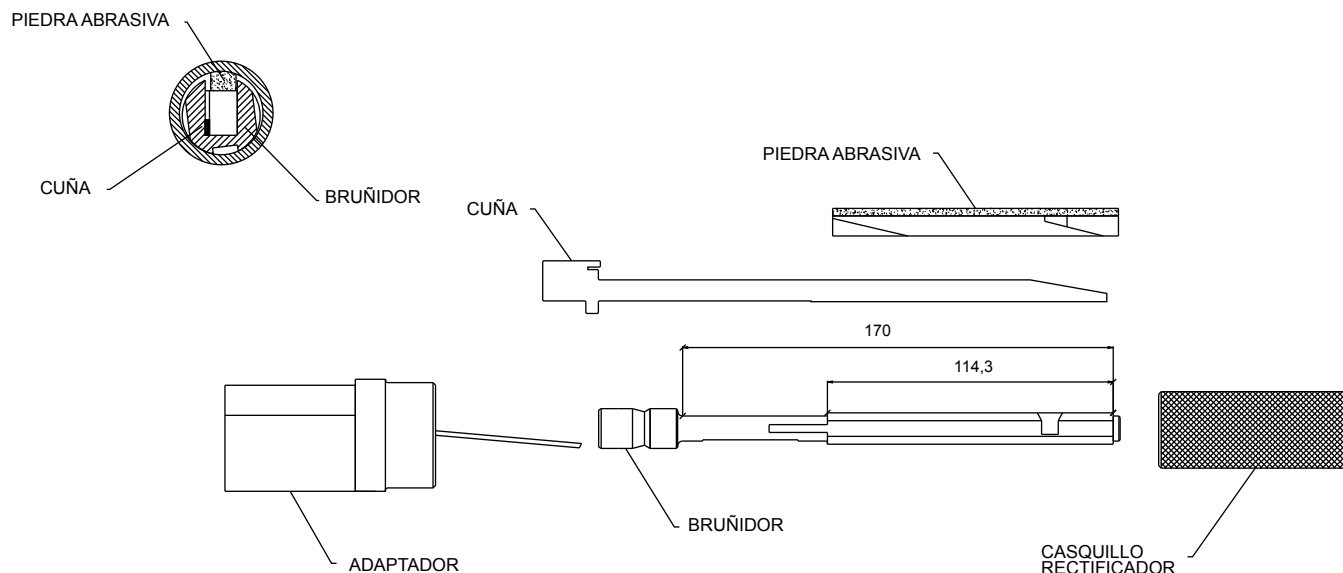 PIEDRA ABRASIVA
CUÑA
BRUÑIDOR
PIEDRA ABRASIVA
CUÑA
170
114,3
BRUÑIDOR
ADAPTADOR
CASQUILLO
RECTIFICADOR